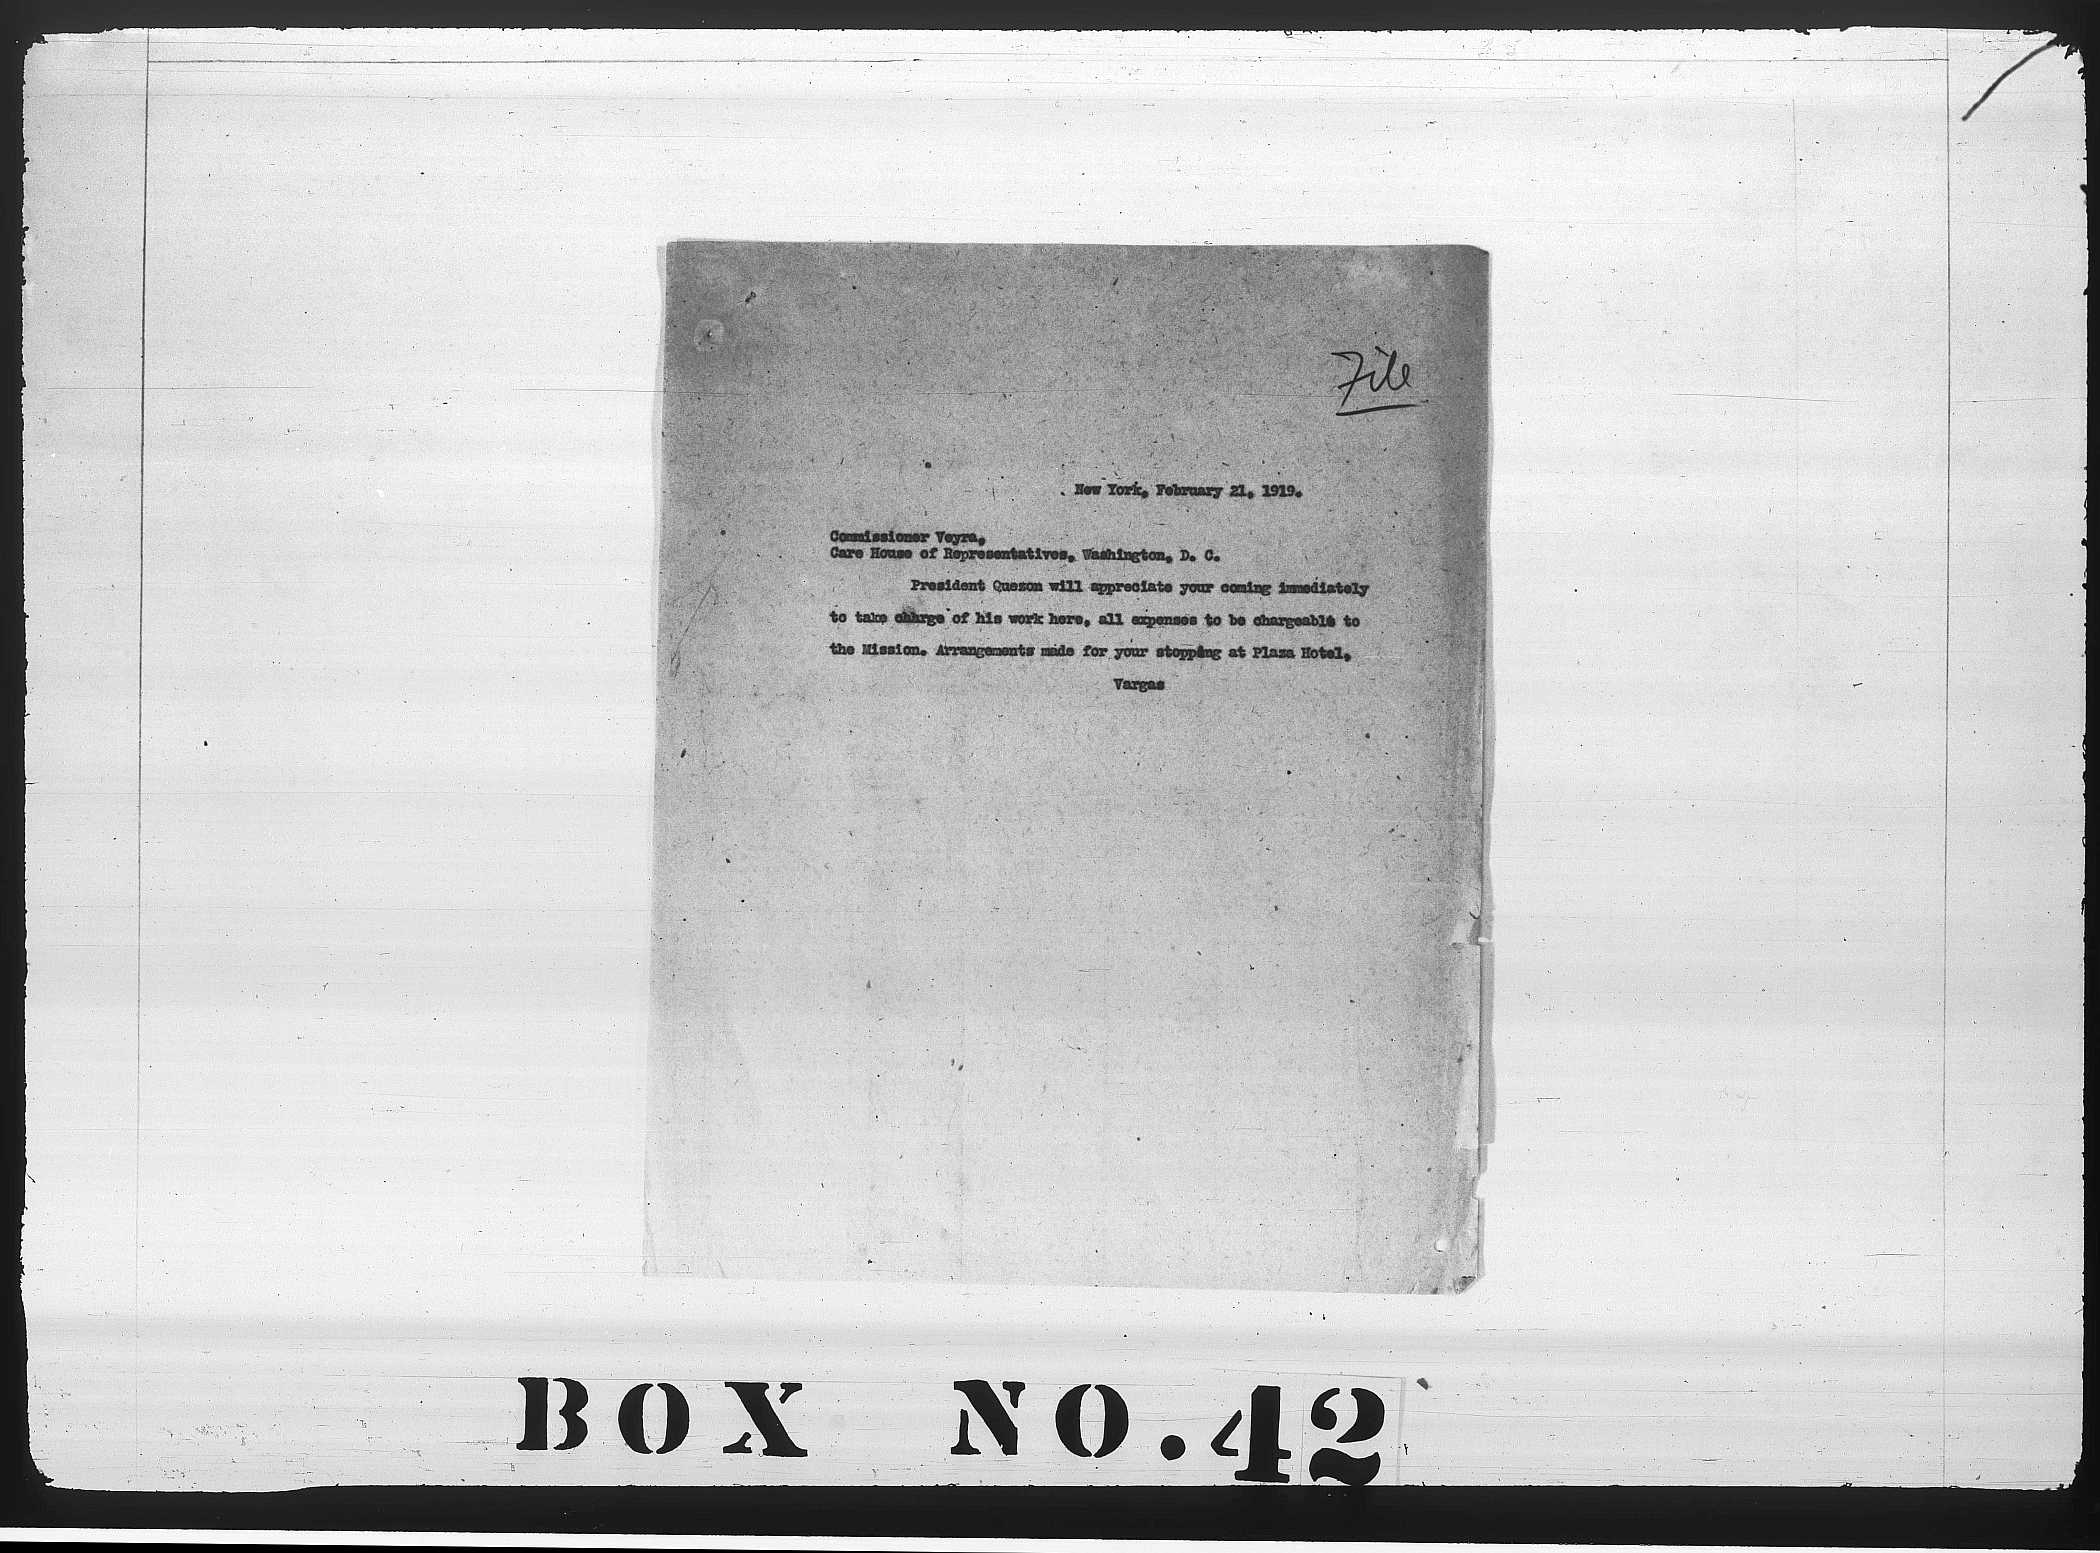 File
New York, February 21, 1919.
Commissioner Veyra,
Care House of Representatives, Washington, D. C.
President Quezon will appreciate your coming immediately
to take charge of his work here, all expenses to be chargeable to
the Mission. Arrangements made for your stopping at Plaza Hotel.
Vargas
BOX NO. 42